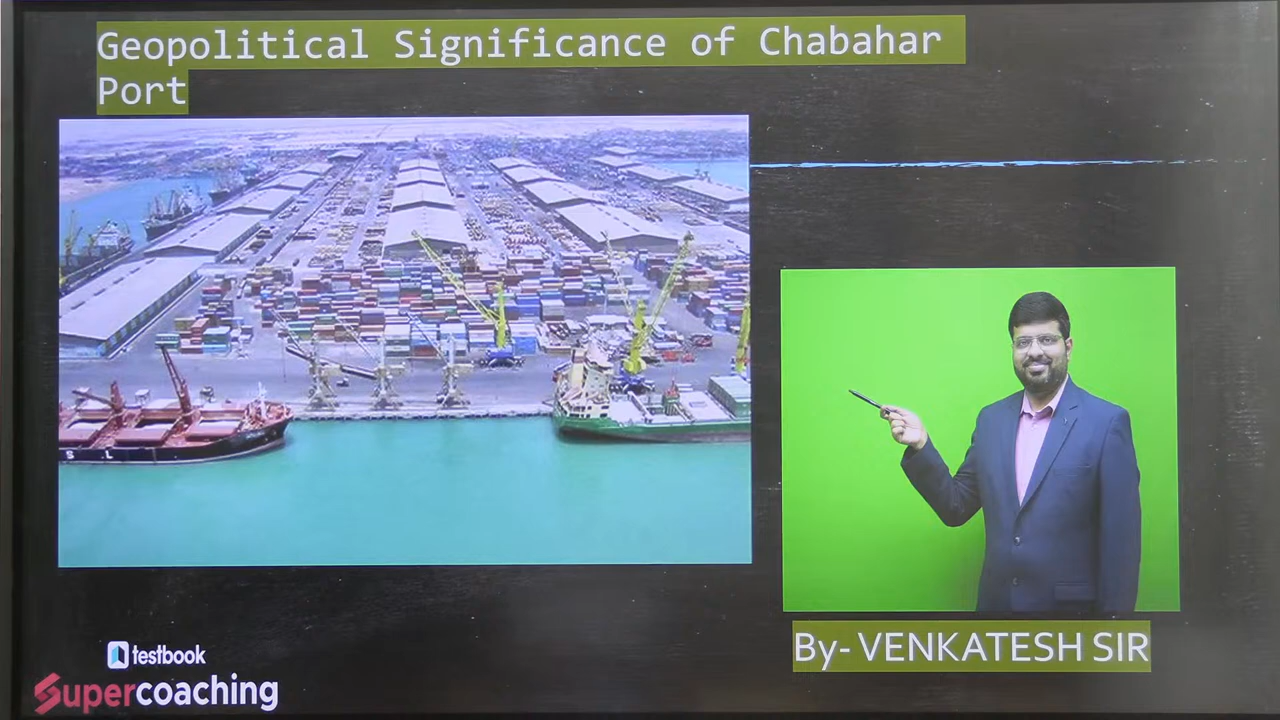 Geopolitical Significance of Chabahar
Port
S L
By- VENKATESH SIR
testbook
Supercoaching